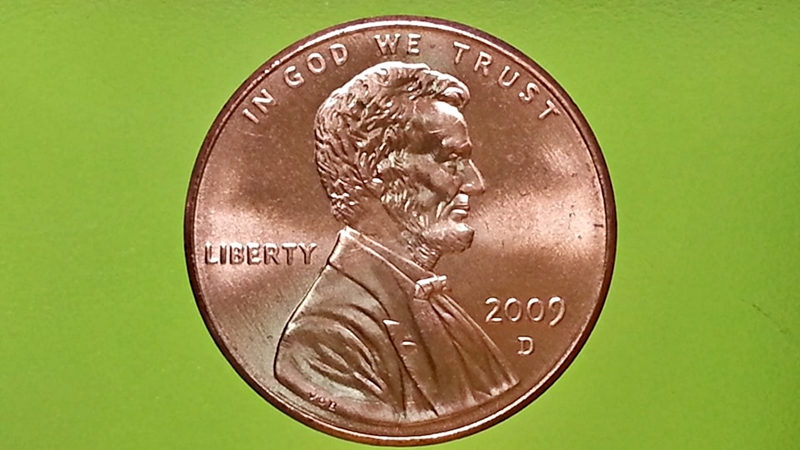 IN GOD WE TRUST
LIBERTY
2009
D